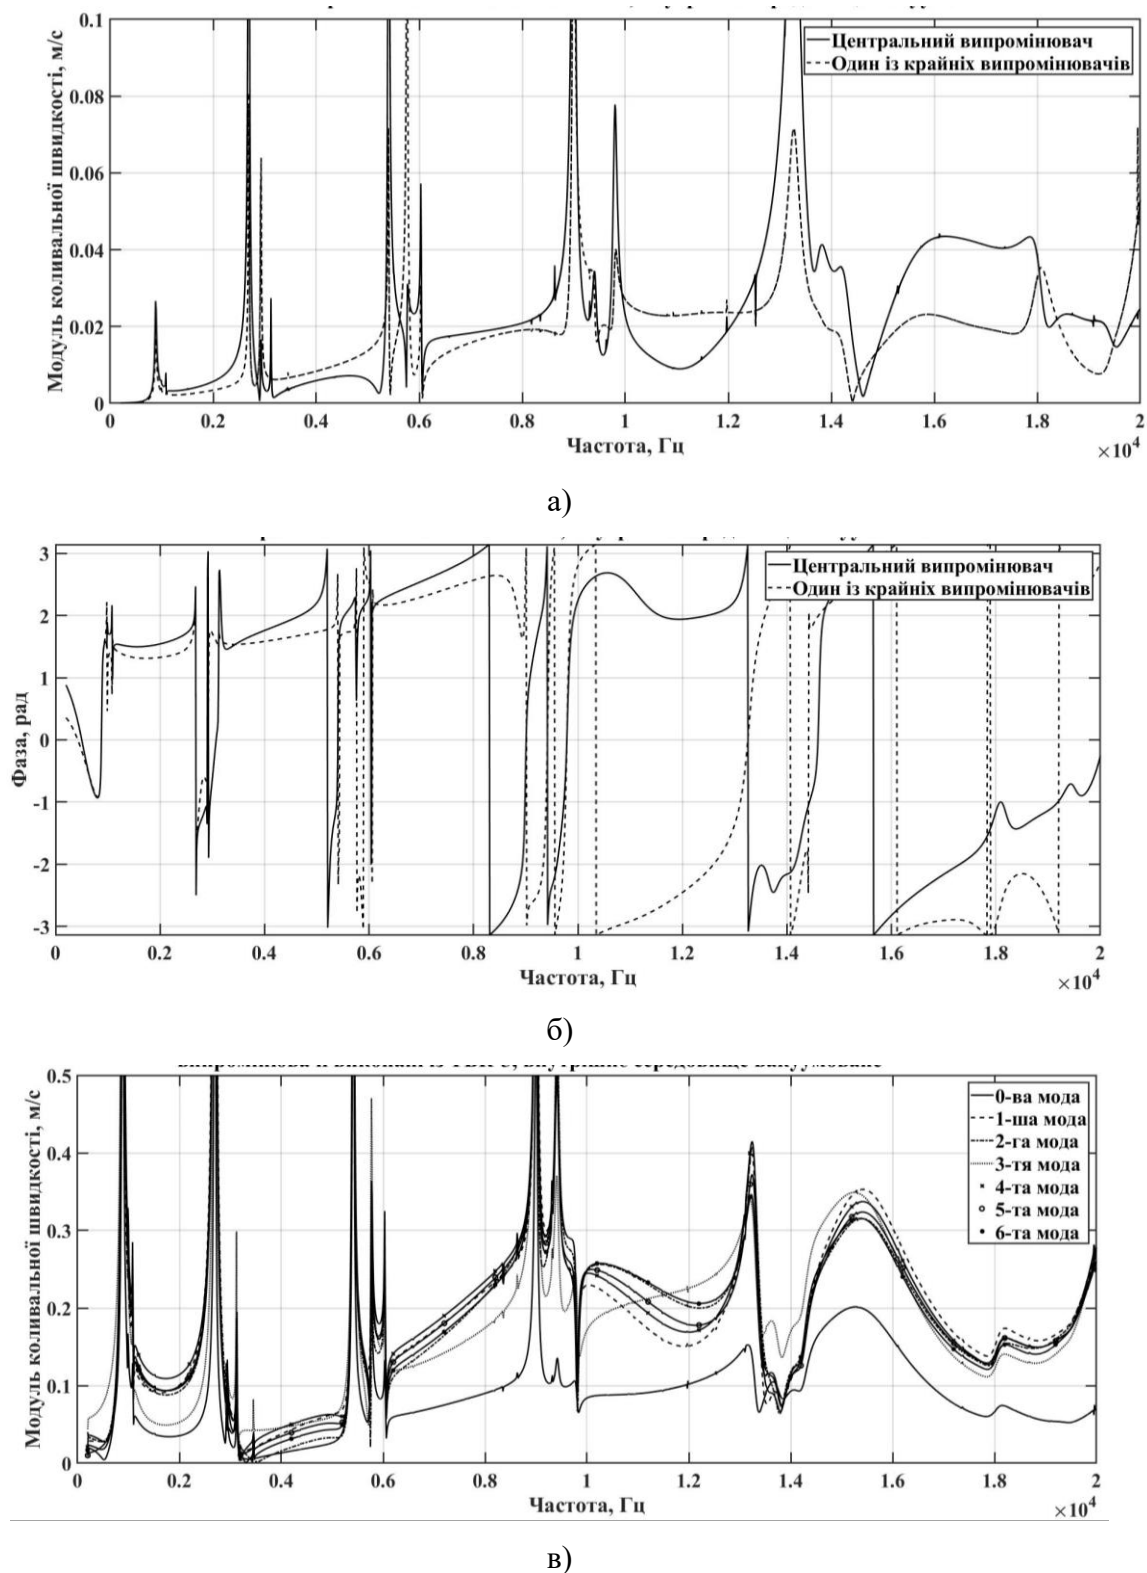 0.1
0.08
0.06
0.04
0.02
0
Модуль коливальної швидкості, м/с
Центральний випромінювач
Один із крайніх випромінювачів
0 0.2 0.4 0.6 0.8 1 1.2 1.4 1.6 1.8 2
Частота, Гц
×10⁴
а)
3
2
1
0
-1
-2
-3
Фаза, рад
Центральний випромінювач
Один із крайніх випромінювачів
0 0.2 0.4 0.6 0.8 1 1.2 1.4 1.6 1.8 2
Частота, Гц
×10⁴
б)
0.5
0.4
0.3
0.2
0.1
0
Модуль коливальної швидкості, м/с
0-ва мода
1-ша мода
2-га мода
3-тя мода
4-та мода
5-та мода
6-та мода
0 0.2 0.4 0.6 0.8 1 1.2 1.4 1.6 1.8 2
Частота, Гц
×10⁴
в)